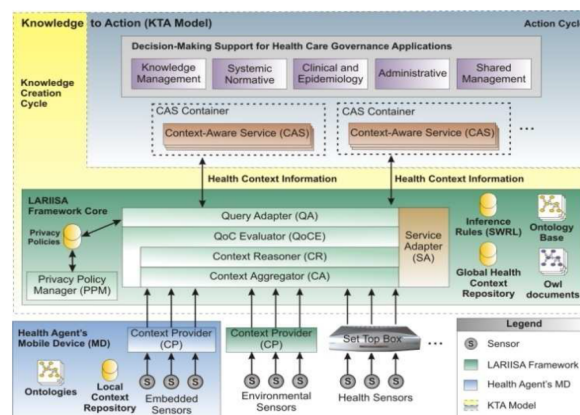 Knowledge to Action (KTA Model)
Action Cycle
Decision-Making Support for Health Care Governance Applications
Knowledge
Management
Systemic
Normative
Clinical and
Epidemiology
Administrative
Shared
Management
Knowledge
Creation
Cycle
CAS Container
Context-Aware Service (CAS)
CAS Container
Context-Aware Service (CAS)
...
Health Context Information
Health Context Information
LARIISA
Framework Core
Privacy
Policies
Privacy Policy
Manager (PPM)
Query Adapter (QA)
QoC Evaluator (QoCE)
Context Reasoner (CR)
Context Aggregator (CA)
Service
Adapter
(SA)
Inference
Rules (SWRL)
Ontology
Base
Global Health
Context
Repository
Owl
documents
Health Agent's
Mobile Device (MD)
Context Provider
(CP)
Context Provider
(CP)
Set Top Box
...
Ontologies
Local
Context
Repository
S S S
Embedded
Sensors
S S S
Environmental
Sensors
S S S
Health Sensors
Legend
S Sensor
LARIISA Framework
Health Agent's MD
KTA Model